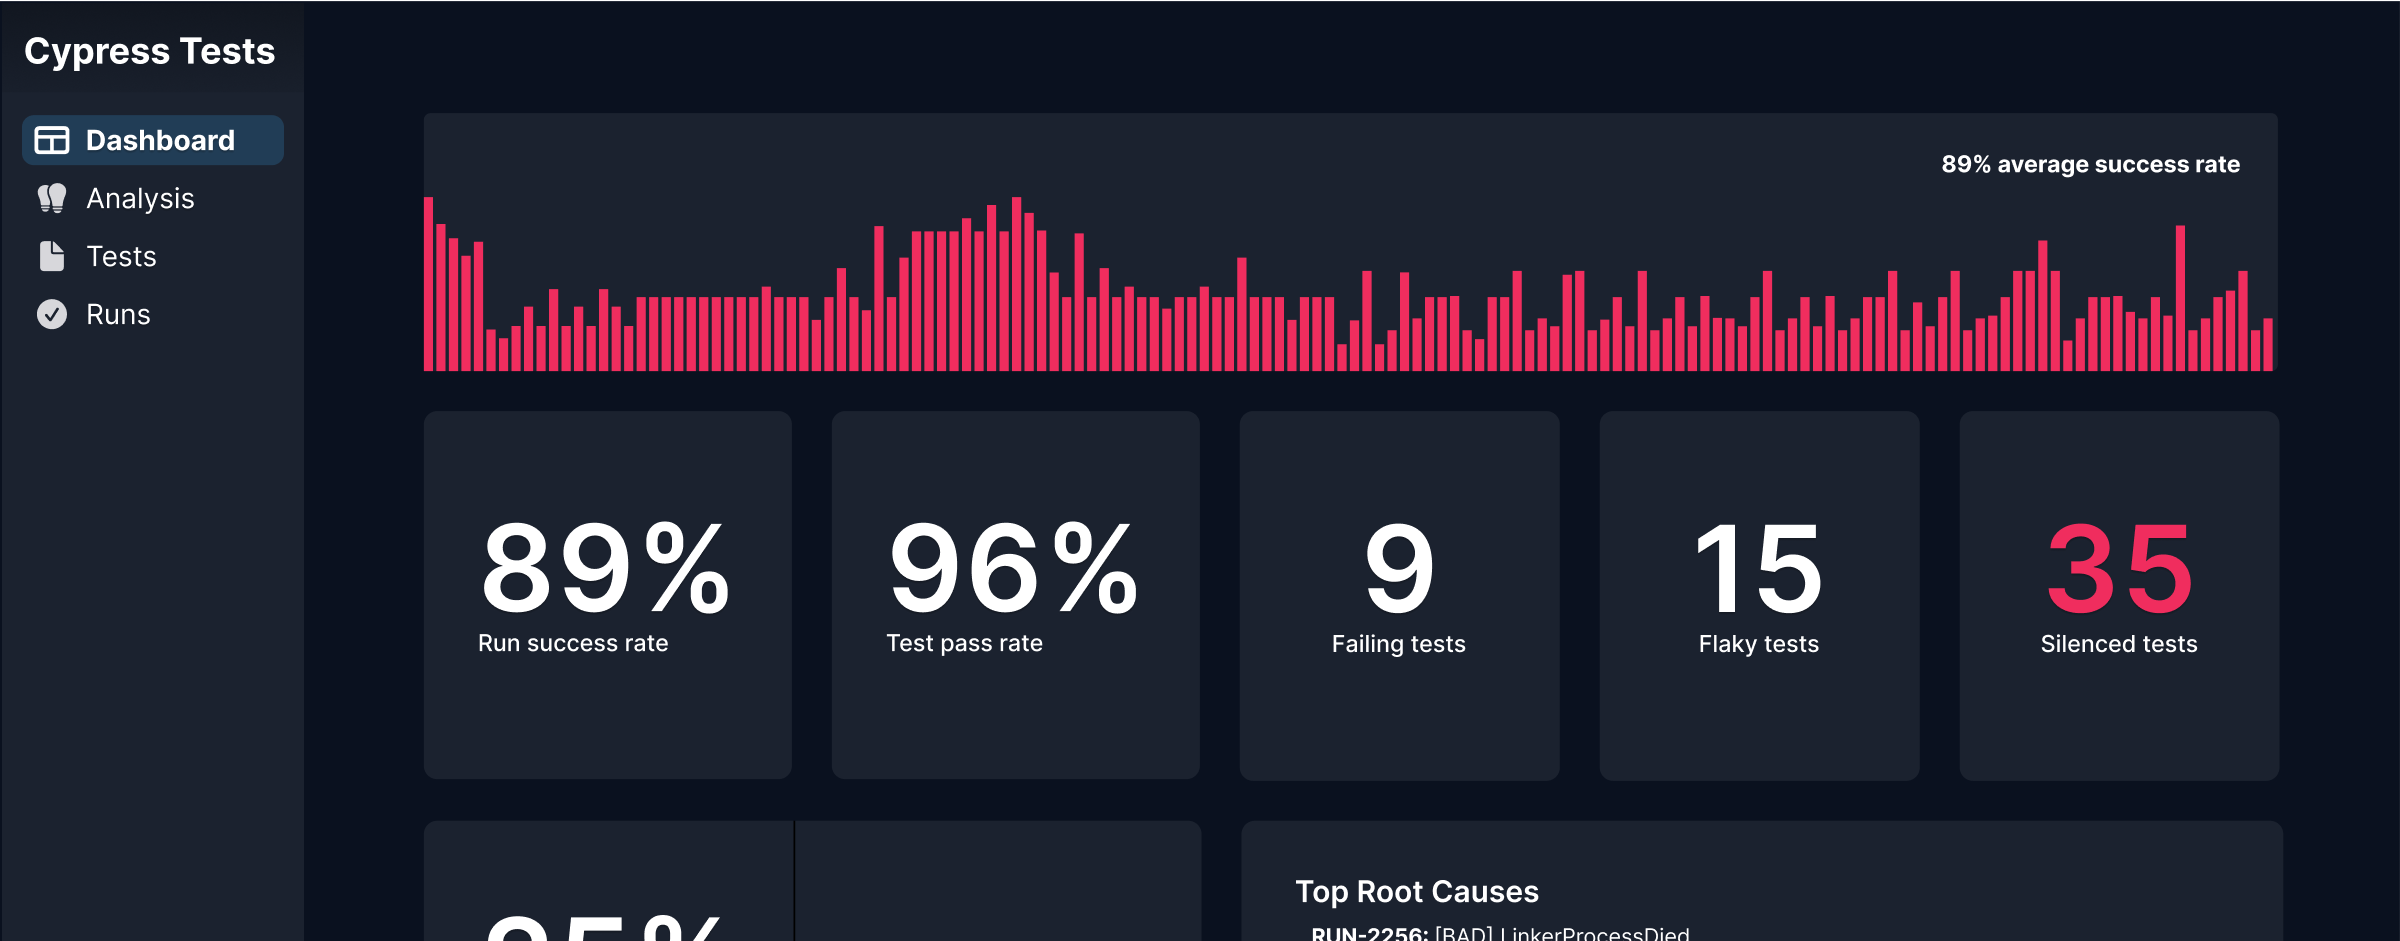 Cypress Tests
Dashboard
Analysis
Tests
Runs
89% average success rate
89%
Run success rate
96%
Test pass rate
9
Failing tests
15
Flaky tests
35
Silenced tests
Top Root Causes
RUN-2256: [BAD] LinkerProcessDied